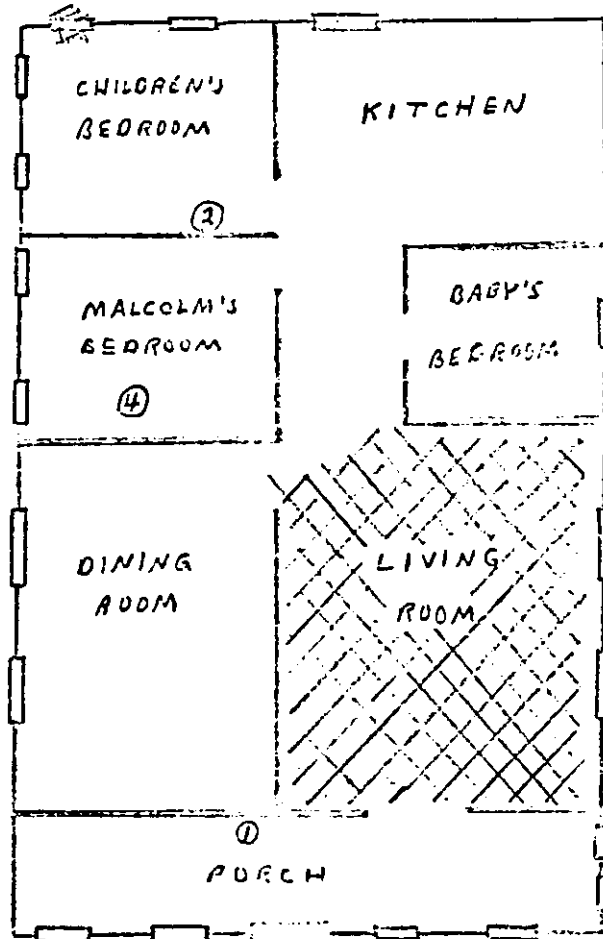 CHILDREN'S
BEDROOM
KITCHEN
②
MALCOLM'S
BEDROOM
④
BABY'S
BEDROOM
DINING
ROOM
LIVING
ROOM
①
PORCH